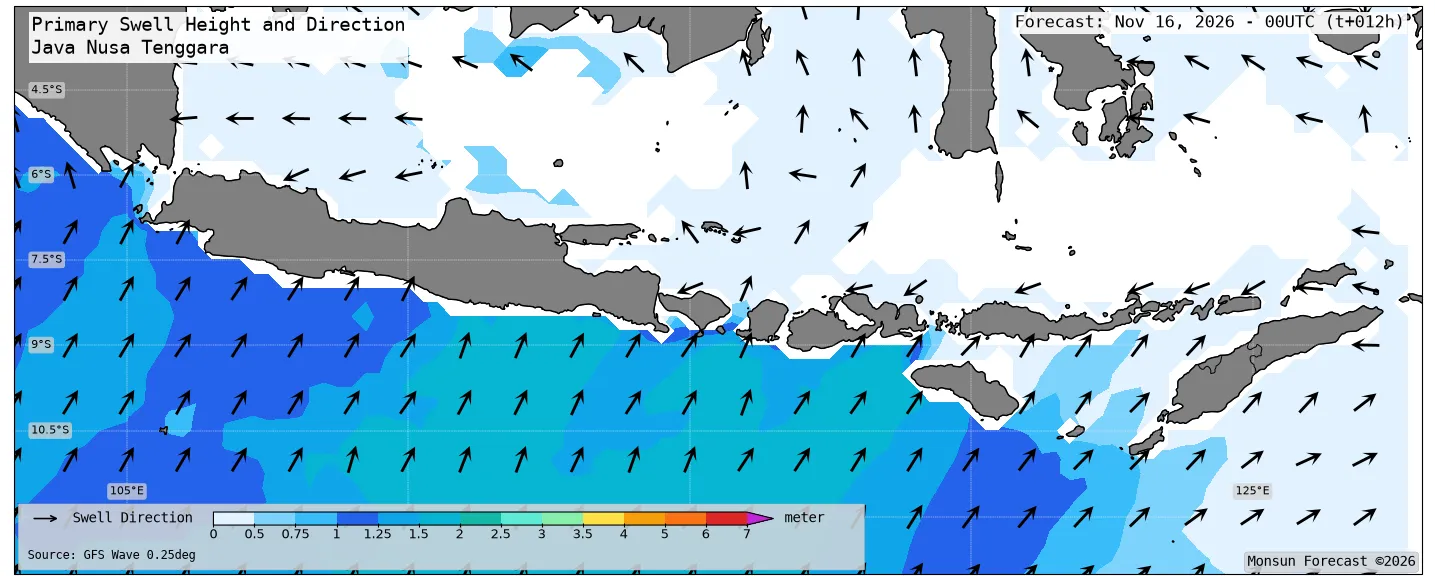 Primary Swell Height and Direction
Java Nusa Tenggara
Forecast: Nov 16, 2026 - 00UTC (t+012h)
4.5°S
6°S
7.5°S
9°S
10.5°S
105°E
125°E
Swell Direction
0 0.5 0.75 1 1.25 1.5 2 2.5 3 3.5 4 5 6 7
meter
Source: GFS Wave 0.25deg
Monsun Forecast ©2026